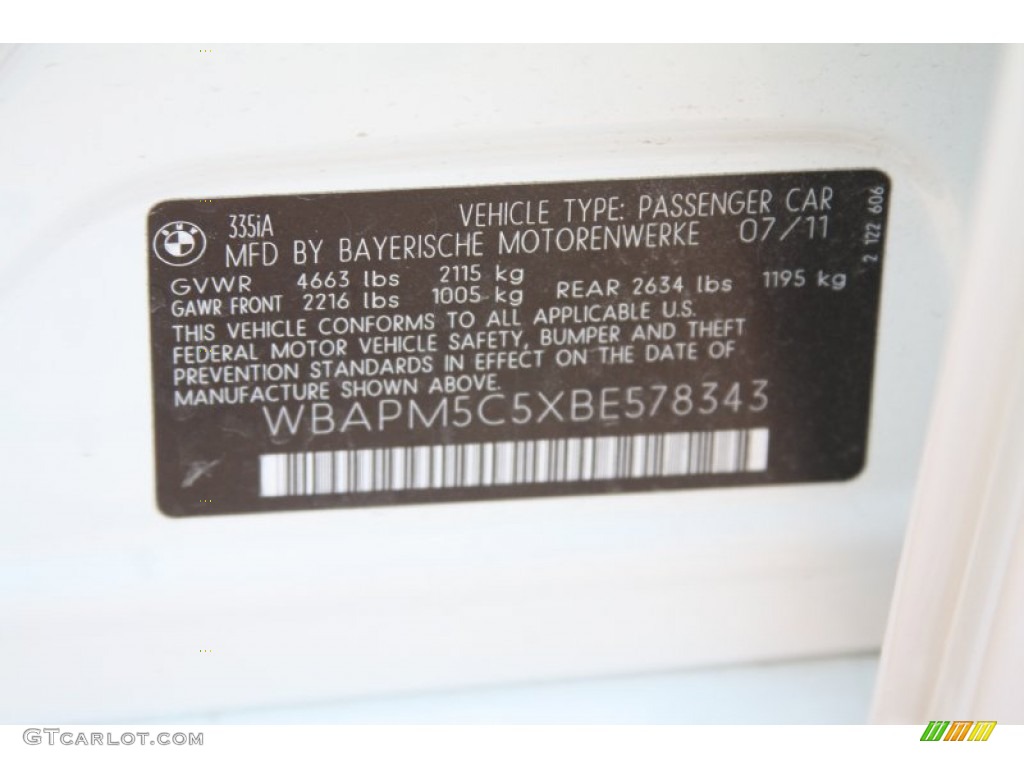 335iA VEHICLE TYPE: PASSENGER CAR
MFD BY BAYERISCHE MOTORENWERKE 07/11
GVWR 4663 lbs 2115 kg
GAWR FRONT 2216 lbs 1005 kg REAR 2634 lbs 1195 kg
THIS VEHICLE CONFORMS TO ALL APPLICABLE U.S.
FEDERAL MOTOR VEHICLE SAFETY, BUMPER AND THEFT
PREVENTION STANDARDS IN EFFECT ON THE DATE OF
MANUFACTURE SHOWN ABOVE.
WBAPM5C5XBE578343
2 122 606
GTCARLOT.COM